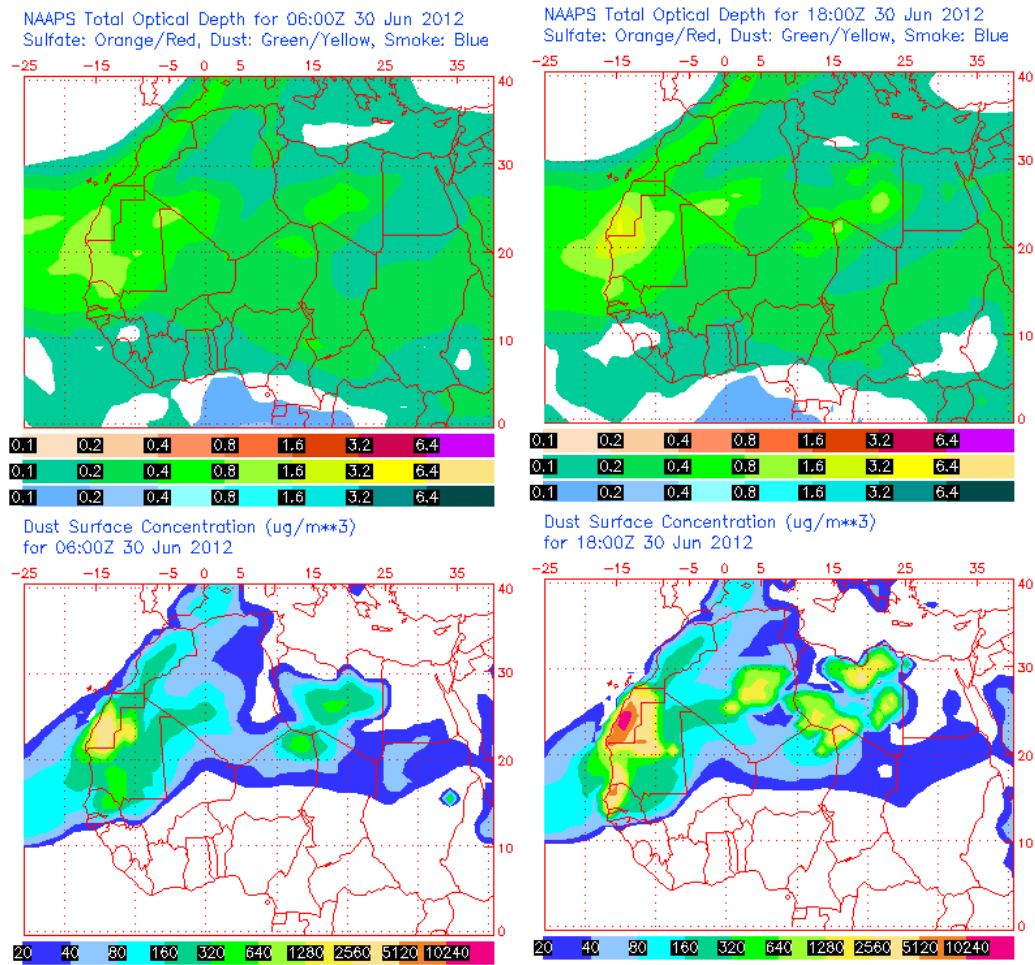 NAAPS Total Optical Depth for 06:00Z 30 Jun 2012
Sulfate: Orange/Red, Dust: Green/Yellow, Smoke: Blue
-25 -15 -5 0 5 15 25 35
40
30
20
10
0
0.1 0.2 0.4 0.8 1.6 3.2 6.4
0.1 0.2 0.4 0.8 1.6 3.2 6.4
0.1 0.2 0.4 0.8 1.6 3.2 6.4
NAAPS Total Optical Depth for 18:00Z 30 Jun 2012
Sulfate: Orange/Red, Dust: Green/Yellow, Smoke: Blue
-25 -15 -5 0 5 15 25 35
40
30
20
10
0
0.1 0.2 0.4 0.8 1.6 3.2 6.4
0.1 0.2 0.4 0.8 1.6 3.2 6.4
0.1 0.2 0.4 0.8 1.6 3.2 6.4
Dust Surface Concentration (ug/m**3)
for 06:00Z 30 Jun 2012
-25 -15 -5 0 5 15 25 35
40
30
20
10
0
20 40 80 160 320 640 1280 2560 5120 10240
Dust Surface Concentration (ug/m**3)
for 18:00Z 30 Jun 2012
-25 -15 -5 0 5 15 25 35
40
30
20
10
0
20 40 80 160 320 640 1280 2560 5120 10240